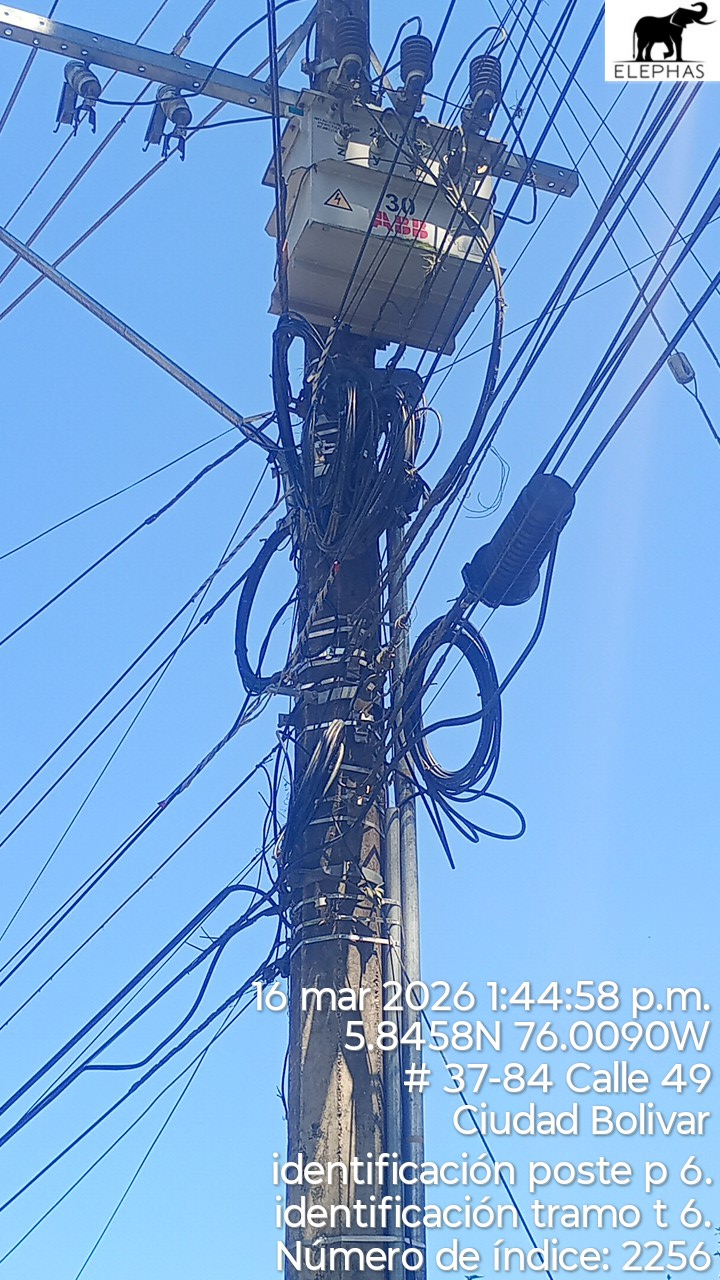 ELEPHAS
30
ABB
16 mar 2026 1:44:58 p.m.
5.8458N 76.0090W
# 37-84 Calle 49
Ciudad Bolivar
identificación poste p 6.
identificación tramo t 6.
Número de índice: 2256